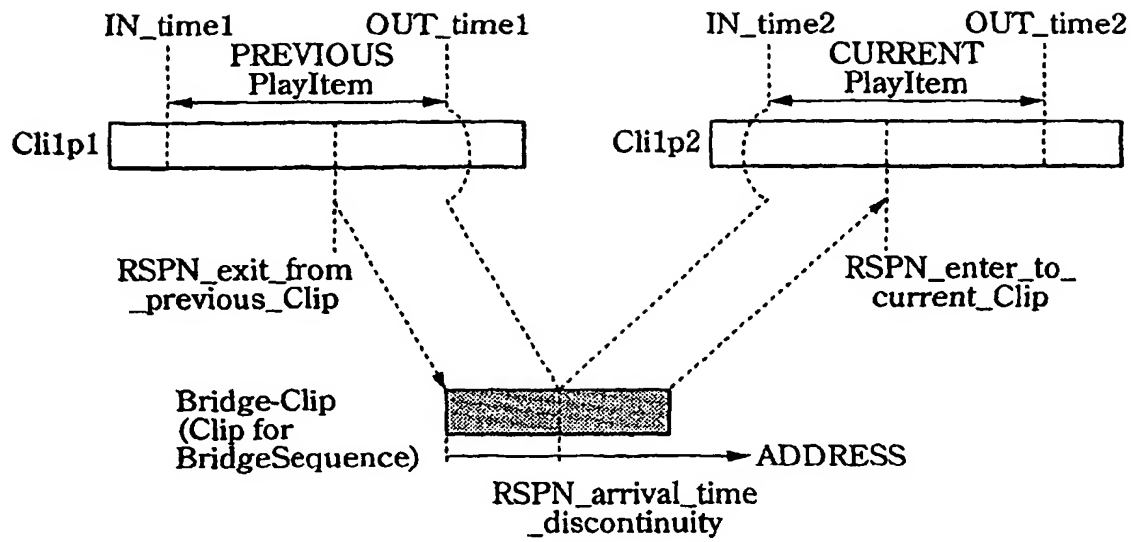 IN_time1
OUT_time1
PREVIOUS
PlayItem
Cli1p1
RSPN_exit_from
_previous_Clip
IN_time2
OUT_time2
CURRENT
PlayItem
Cli1p2
RSPN_enter_to_
current_Clip
Bridge-Clip
(Clip for
BridgeSequence)
ADDRESS
RSPN_arrival_time
_discontinuity